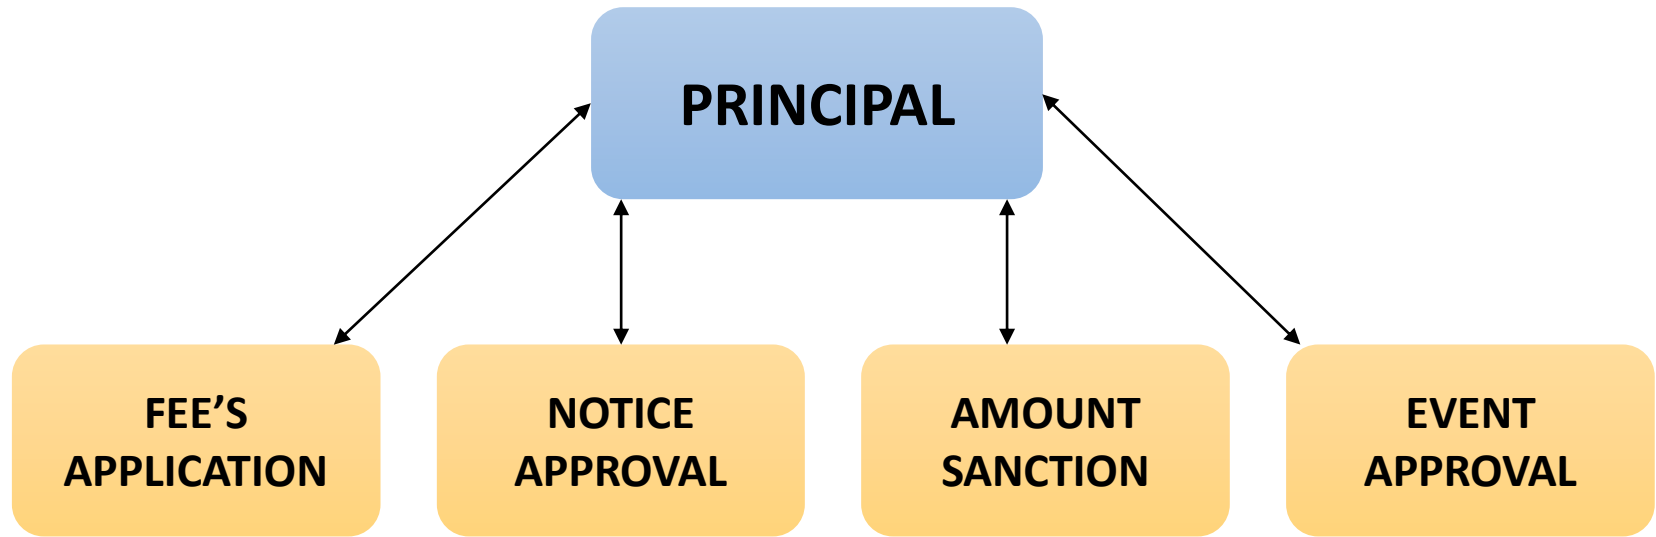 PRINCIPAL
FEE’S
APPLICATION
NOTICE
APPROVAL
AMOUNT
SANCTION
EVENT
APPROVAL